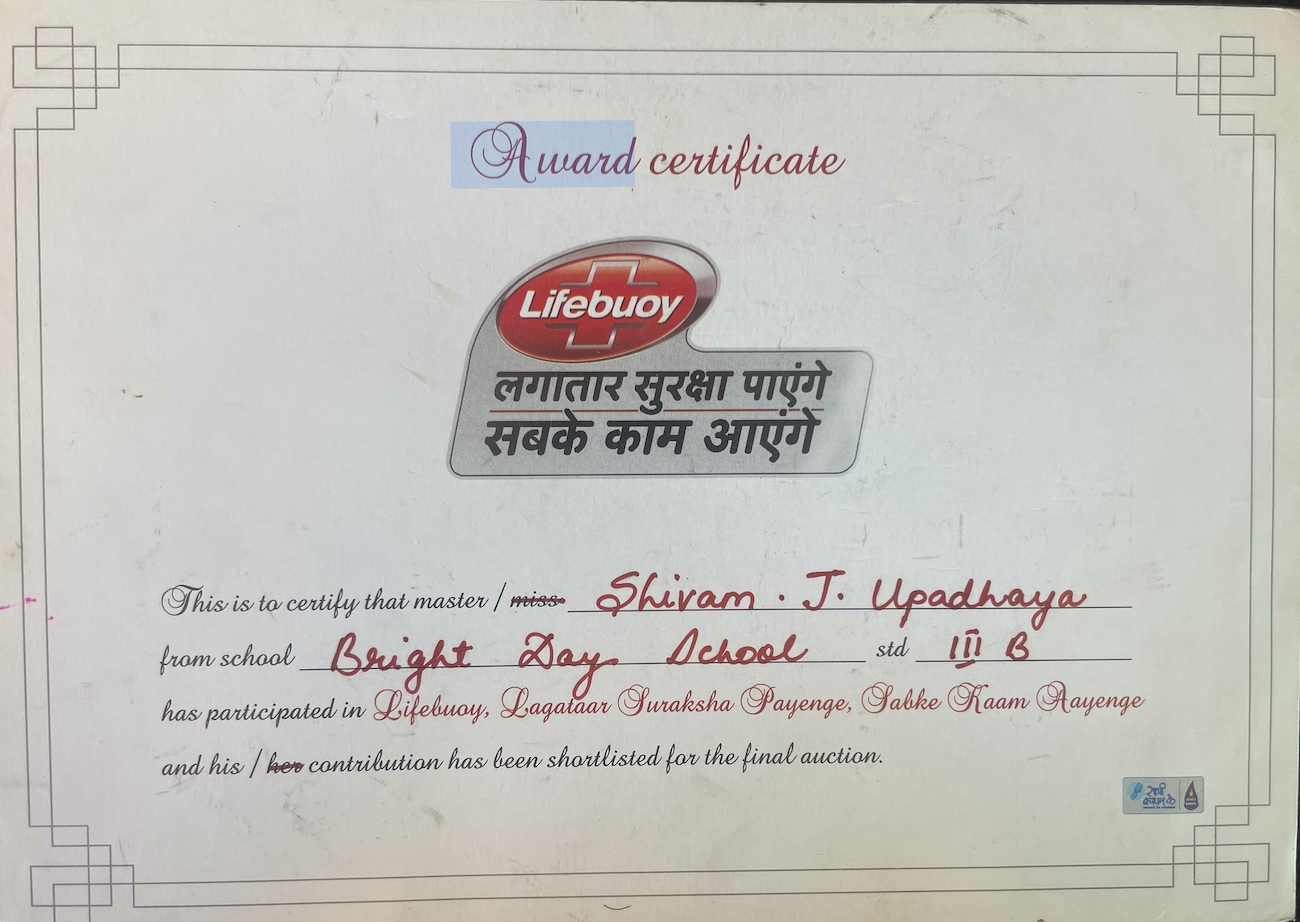 Award certificate
Lifebuoy
लगातार सुरक्षा पाएंगे
सबके काम आएंगे
This is to certify that master / miss Shivam . J. Upadhaya
from school Bright Day School std III B
has participated in Lifebuoy, Lagataar Suraksha Payenge, Sabke Kaam Aayenge
and his / her contribution has been shortlisted for the final auction.